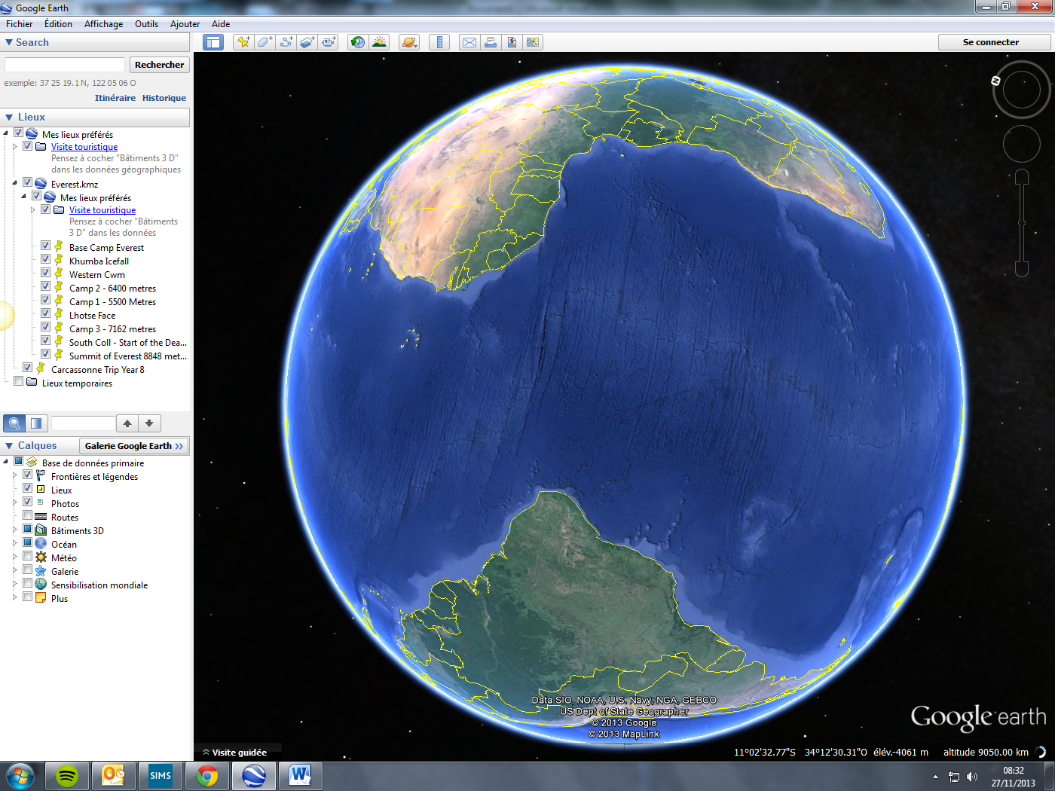 Google Earth
Fichier Édition Affichage Outils Ajouter Aide
Search
Se connecter
Rechercher
exemple: 37 25 19.1 N, 122 05 06 O
Itinéraire Historique
Lieux
Mes lieux préférés
Visite touristique
Pensez à cocher "Bâtiments 3 D"
dans les données géographiques
Everest.kmz
Mes lieux préférés
Visite touristique
Pensez à cocher "Bâtiments
3 D" dans les données
Base Camp Everest
Khumba Icefall
Western Cwm
Camp 2 - 6400 metres
Camp 1 - 5500 Metres
Lhotse Face
Camp 3 - 7162 metres
South Coll - Start of the Dea...
Summit of Everest 8848 met...
Carcassonne Trip Year 8
Lieux temporaires
Calques
Galerie Google Earth >>
Base de données primaire
Frontières et légendes
Lieux
Photos
Routes
Bâtiments 3D
Océan
Météo
Galerie
Sensibilisation mondiale
Plus
N
Data SIO, NOAA, U.S. Navy, NGA, GEBCO
US Dept of State Geographer
© 2013 Google
© 2013 MapLink
Google earth
Visite guidée
11°02'32.77"S 34°12'30.31"O élév.-4061 m altitude 9050.00 km
SIMS
08:32
27/11/2013